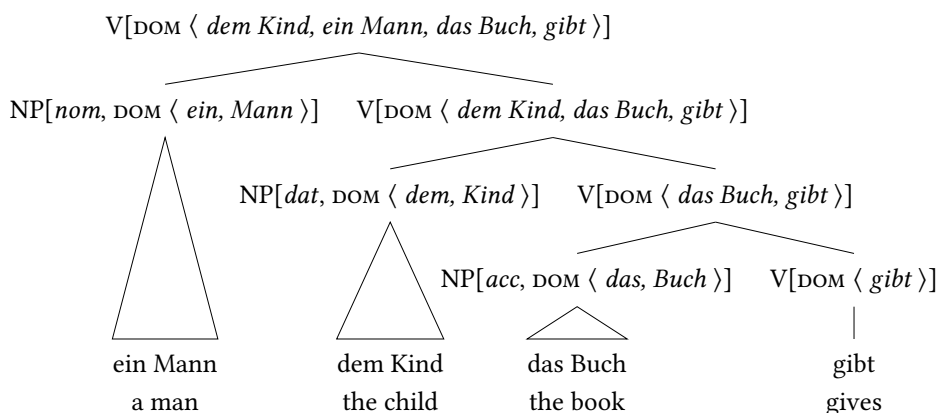 V[DOM ⟨ dem Kind, ein Mann, das Buch, gibt ⟩]
NP[nom, DOM ⟨ ein, Mann ⟩] V[DOM ⟨ dem Kind, das Buch, gibt ⟩]
NP[dat, DOM ⟨ dem, Kind ⟩] V[DOM ⟨ das Buch, gibt ⟩]
NP[acc, DOM ⟨ das, Buch ⟩] V[DOM ⟨ gibt ⟩]
ein Mann dem Kind das Buch gibt
a man the child the book gives